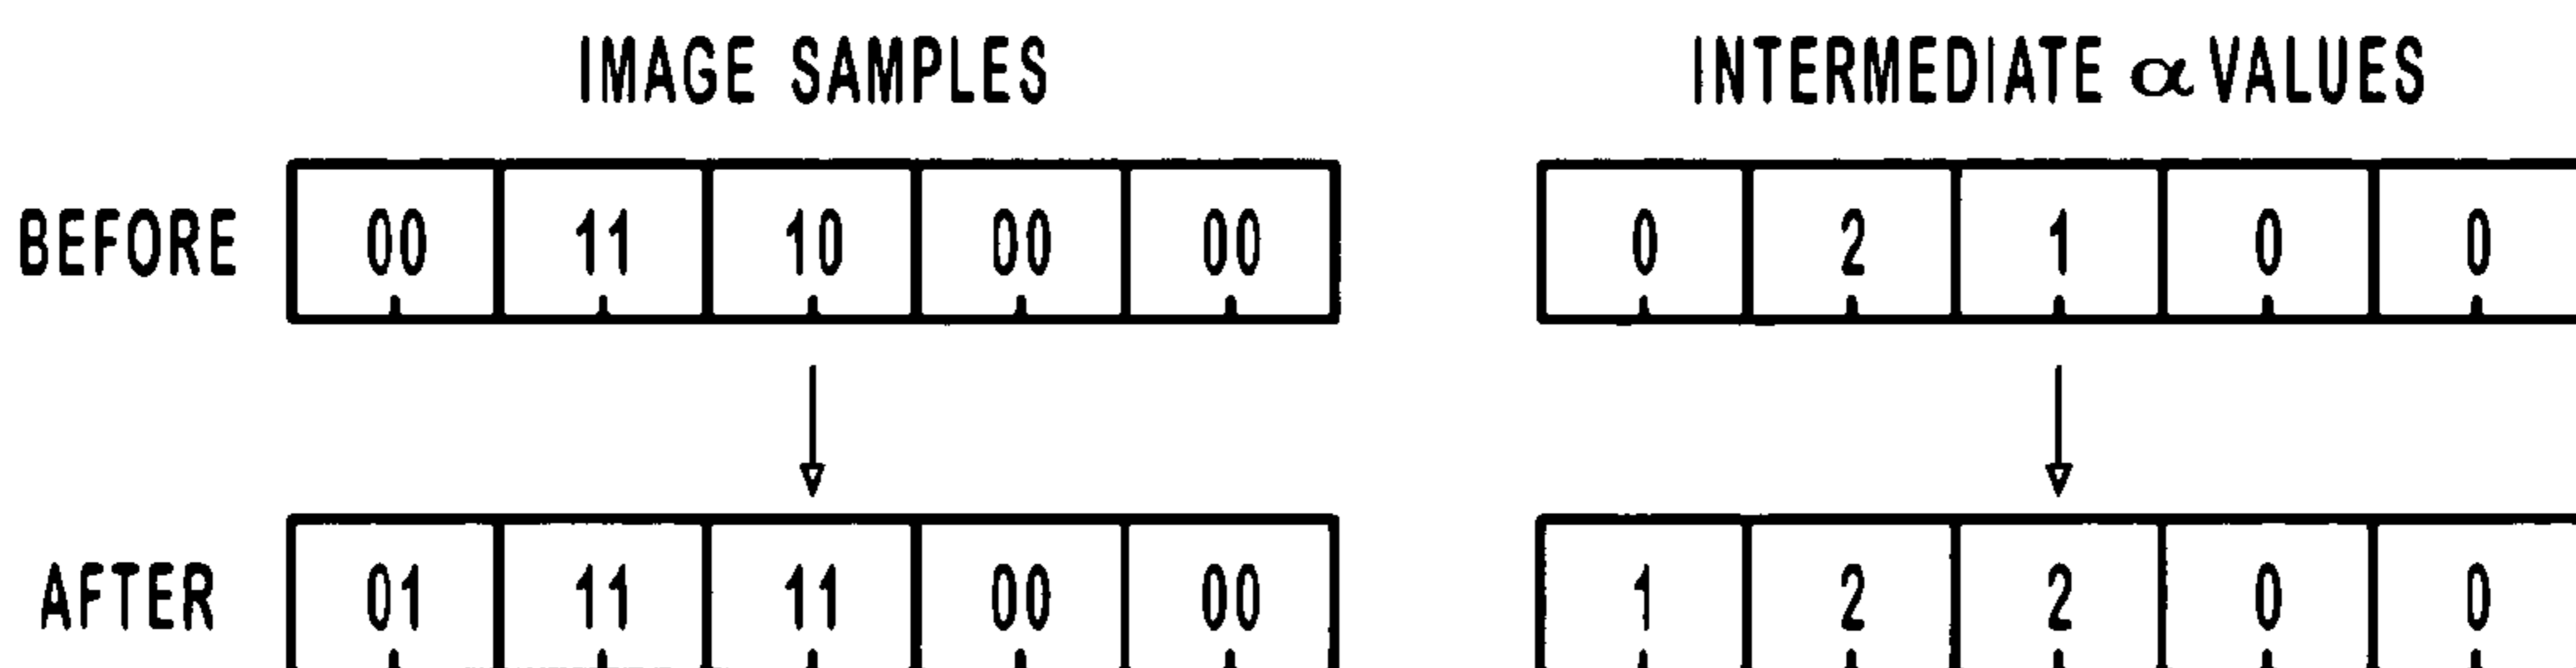 IMAGE SAMPLES INTERMEDIATE α VALUES
BEFORE 00 11 10 00 00 0 2 1 0 0
AFTER 01 11 11 00 00 1 2 2 0 0